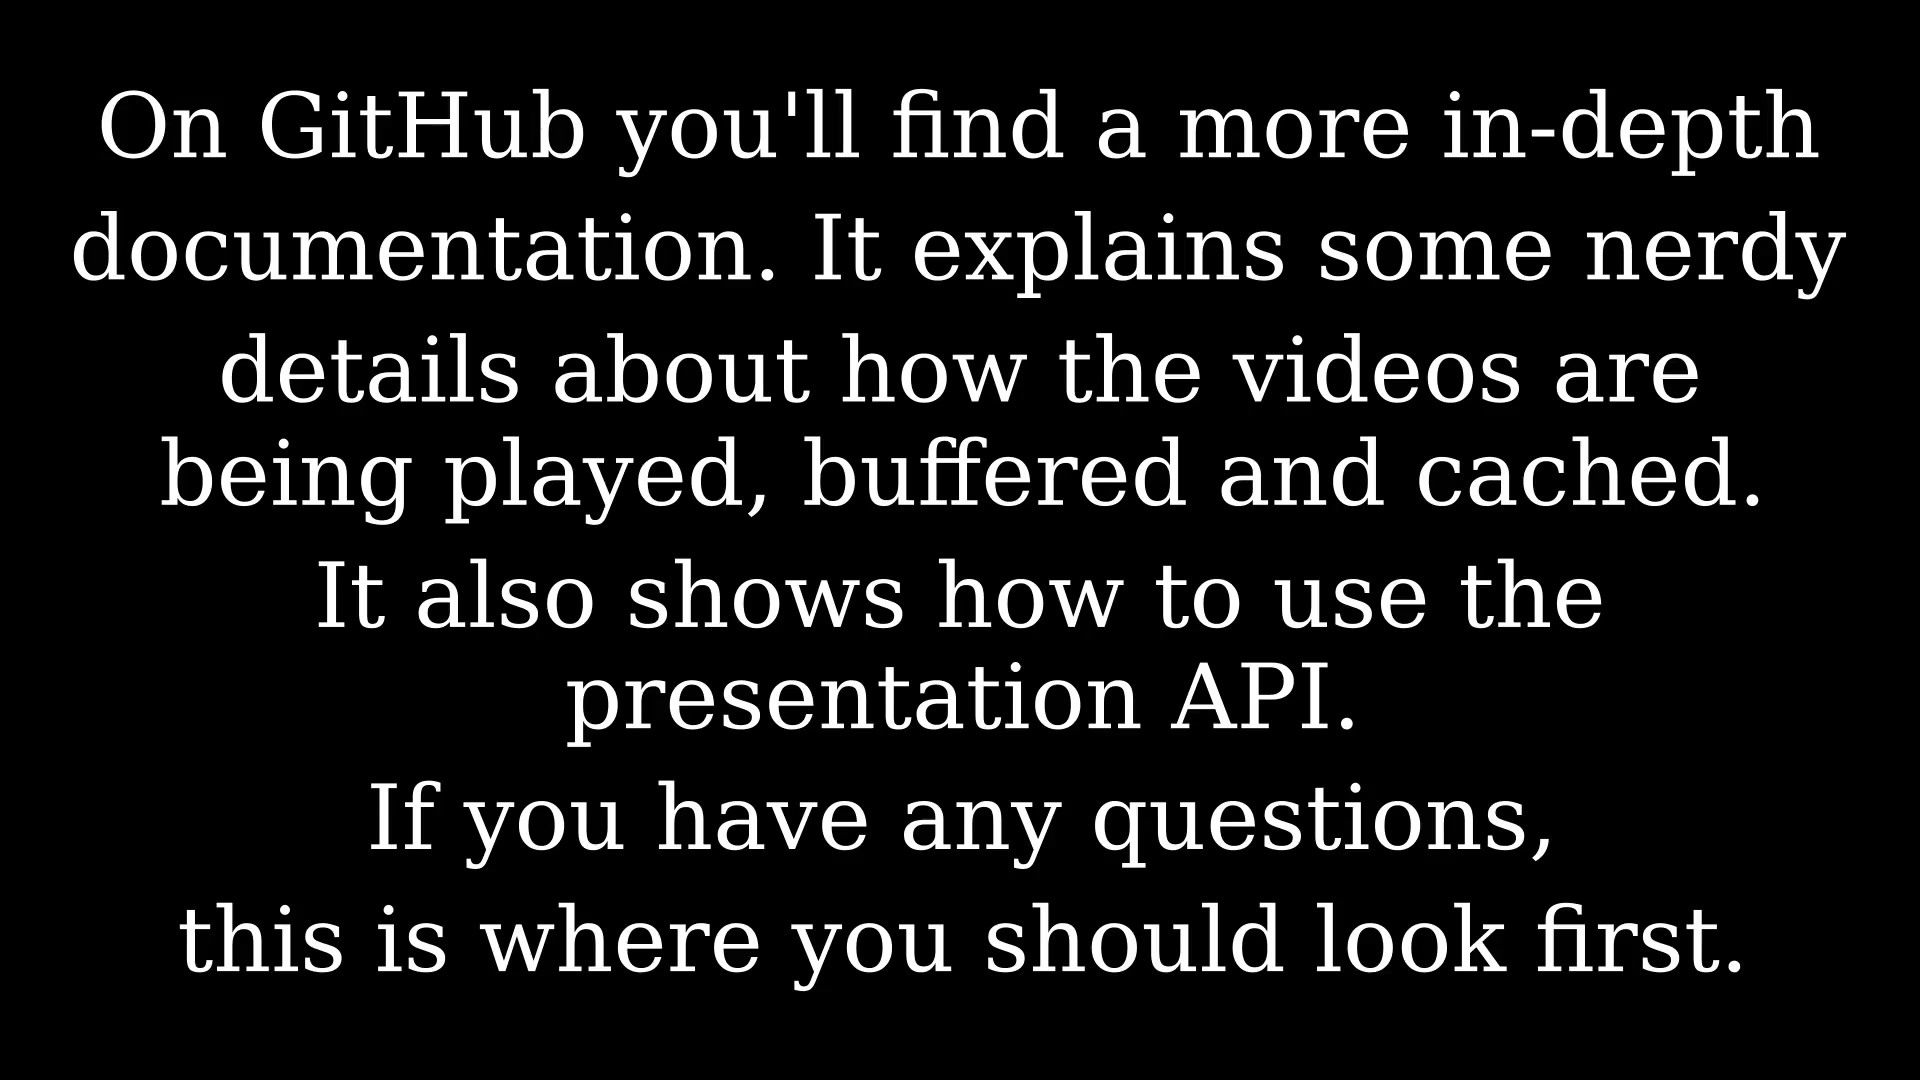 On GitHub you'll find a more in-depth
documentation. It explains some nerdy
details about how the videos are
being played, buffered and cached.
It also shows how to use the
presentation API.
If you have any questions,
this is where you should look first.